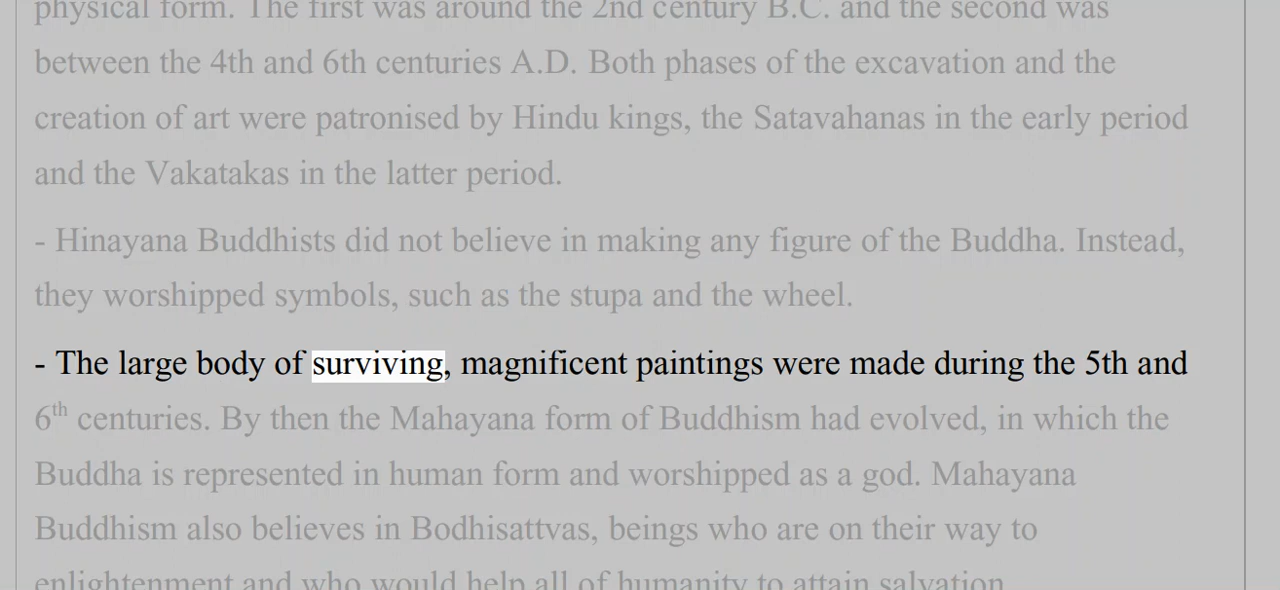 physical form. The first was around the 2nd century B.C. and the second was
between the 4th and 6th centuries A.D. Both phases of the excavation and the
creation of art were patronised by Hindu kings, the Satavahanas in the early period
and the Vakatakas in the latter period.
- Hinayana Buddhists did not believe in making any figure of the Buddha. Instead,
they worshipped symbols, such as the stupa and the wheel.
- The large body of surviving, magnificent paintings were made during the 5th and
6th centuries. By then the Mahayana form of Buddhism had evolved, in which the
Buddha is represented in human form and worshipped as a god. Mahayana
Buddhism also believes in Bodhisattvas, beings who are on their way to
enlightenment and who would help all of humanity to attain salvation